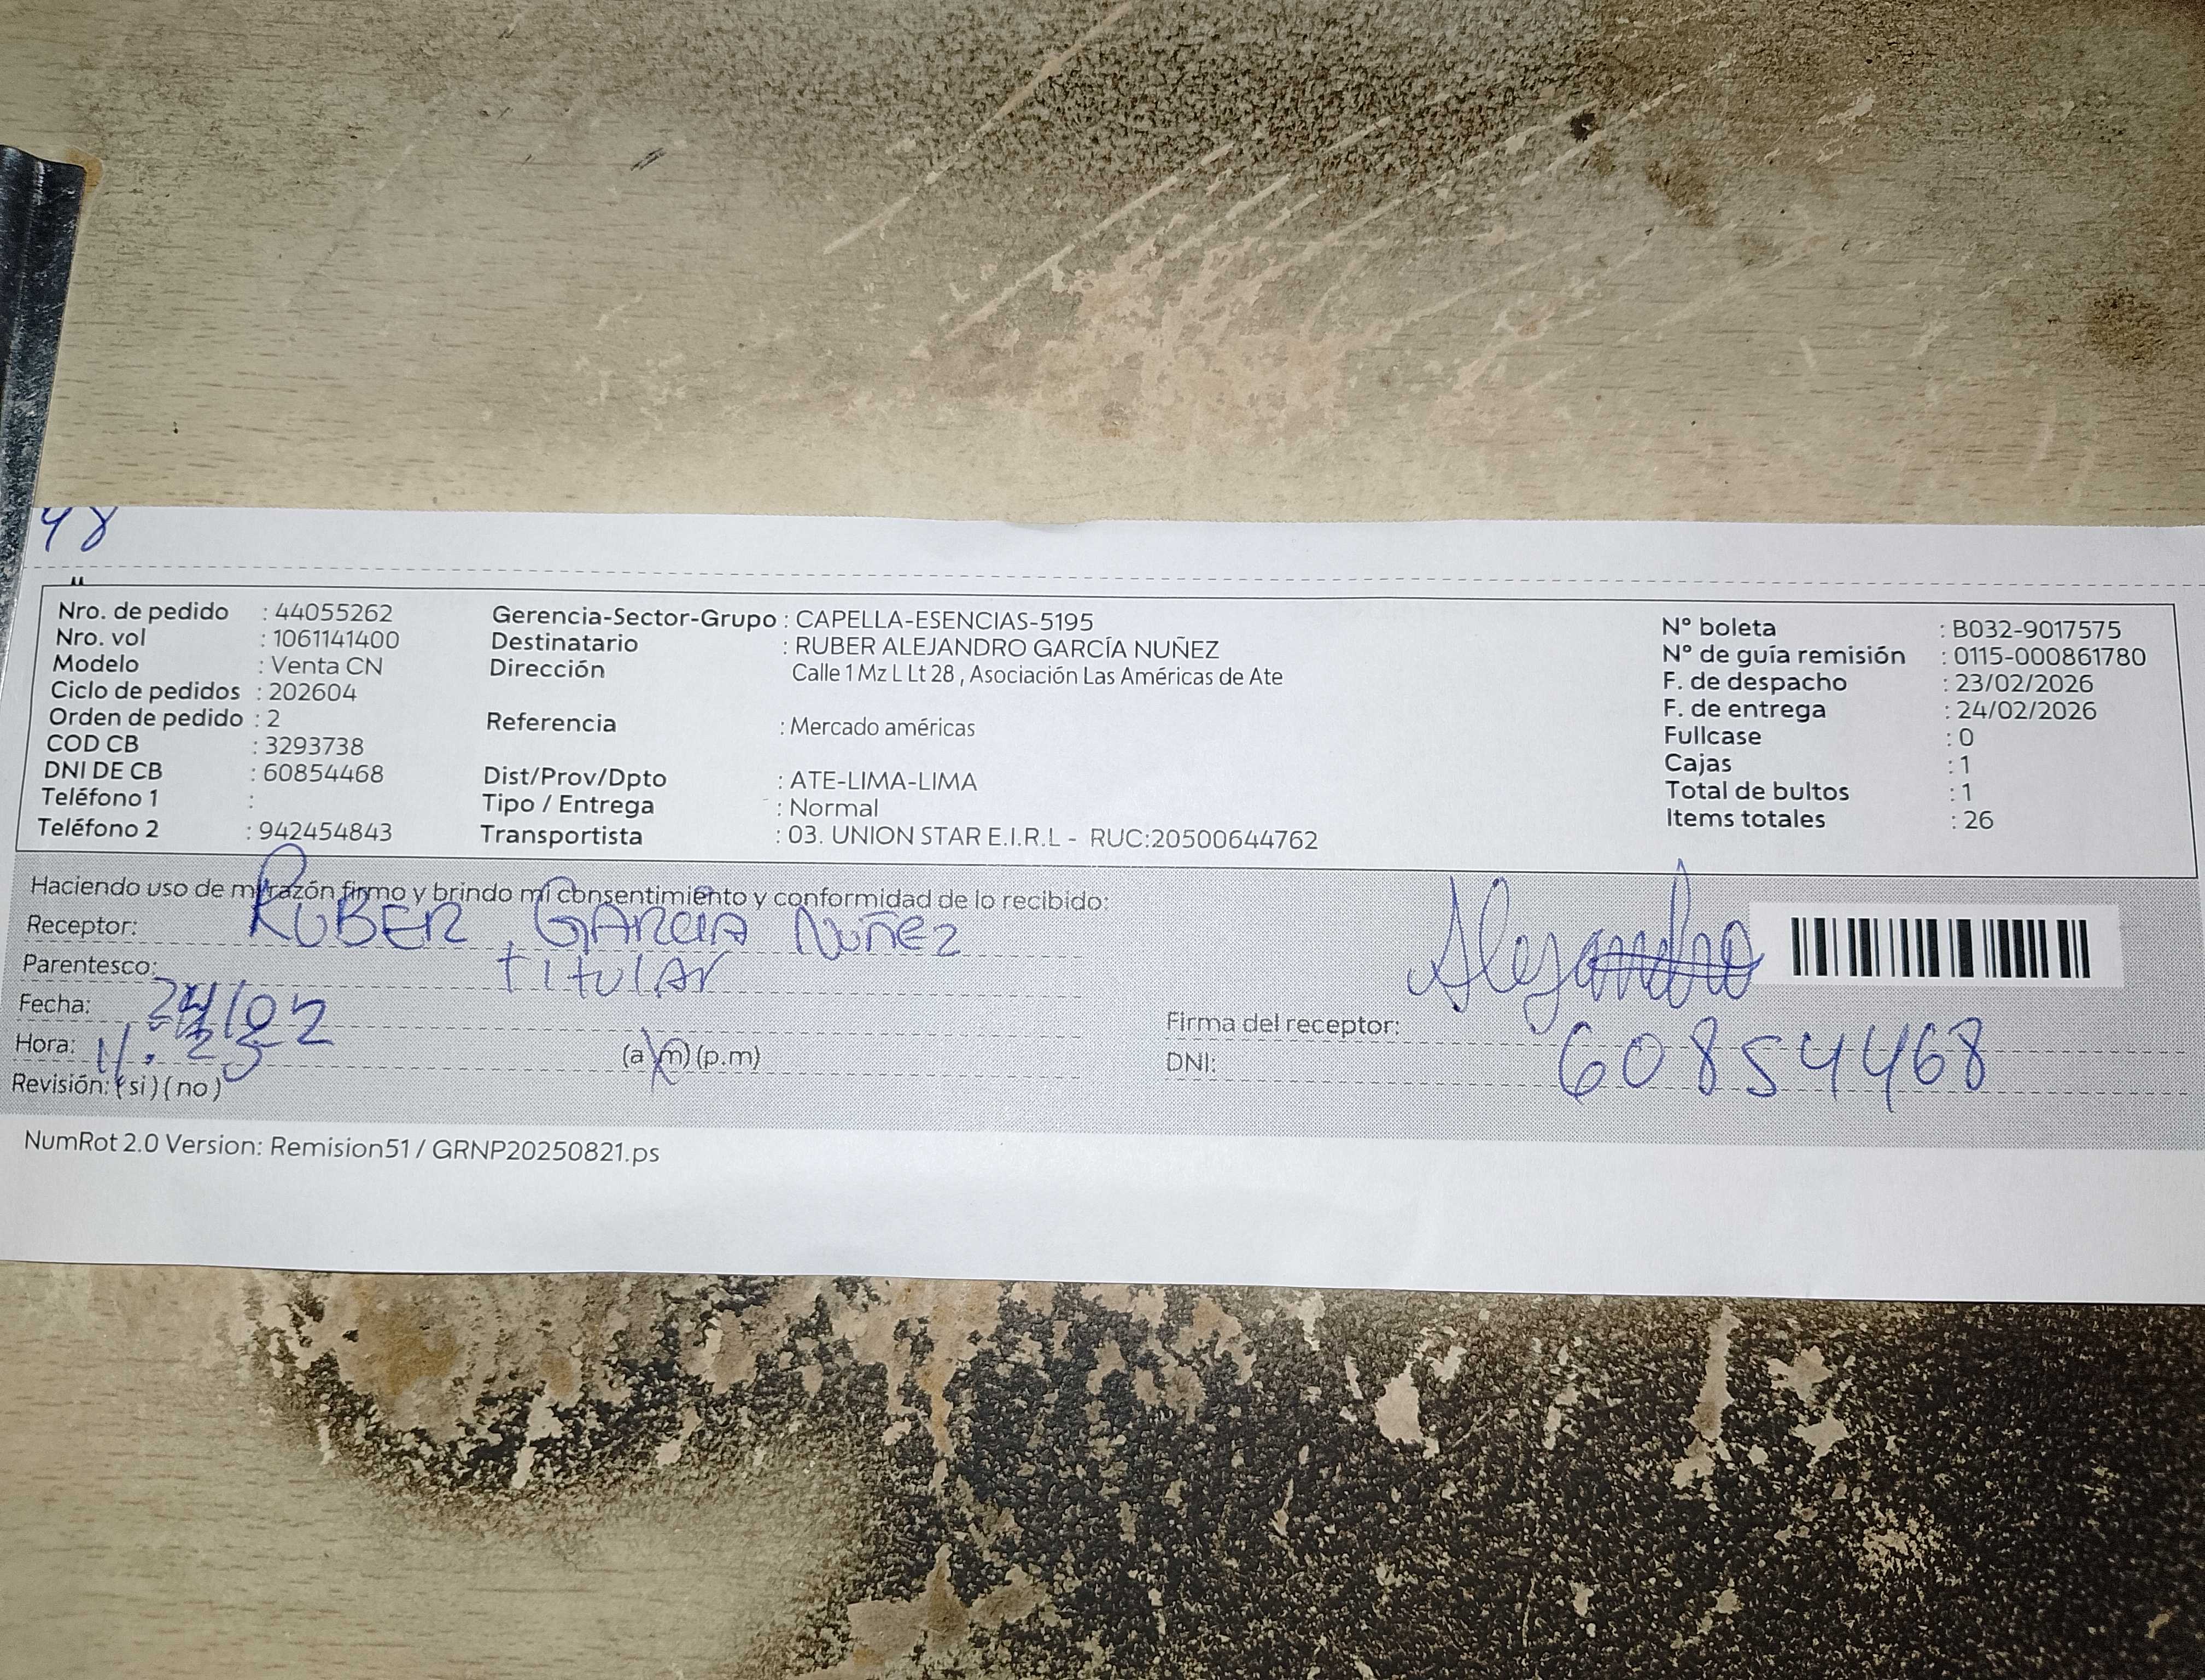 48
Nro. de pedido : 44055262
Nro. vol : 1061141400
Modelo : Venta CN
Ciclo de pedidos : 202604
Orden de pedido : 2
COD CB : 3293738
DNI DE CB : 60854468
Teléfono 1 :
Teléfono 2 : 942454843
Gerencia-Sector-Grupo : CAPELLA-ESENCIAS-5195
Destinatario : RUBER ALEJANDRO GARCÍA NUÑEZ
Dirección Calle 1 Mz L Lt 28 , Asociación Las Américas de Ate
Referencia : Mercado américas
Dist/Prov/Dpto : ATE-LIMA-LIMA
Tipo / Entrega : Normal
Transportista : 03. UNION STAR E.I.R.L - RUC:20500644762
N° boleta : B032-9017575
N° de guía remisión : 0115-000861780
F. de despacho : 23/02/2026
F. de entrega : 24/02/2026
Fullcase : 0
Cajas : 1
Total de bultos : 1
Items totales : 26
Haciendo uso de mi razón firmo y brindo mi consentimiento y conformidad de lo recibido:
Receptor: RUBER GARCIA NUÑEZ
Parentesco: titular
Fecha: 24/02
Hora: 11:25 (a.m) (p.m)
Revisión: (si) (no)
Alejandro
Firma del receptor:
DNI: 60854468
NumRot 2.0 Version: Remision51 / GRNP20250821.ps